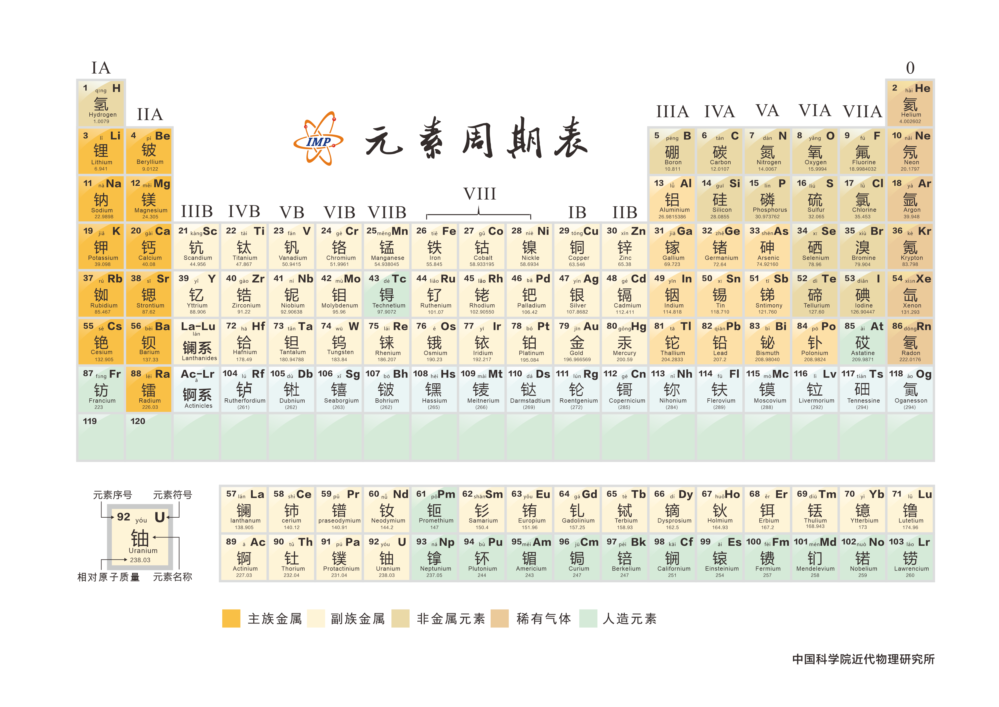 IA
0
1 qīng H
氢
Hydrogen
1.0079
2 hài He
氦
Helium
4.002602
IIA
IIIA IVA VA VIA VIIA
3 lǐ Li
锂
Lithium
6.941
4 pí Be
铍
Beryllium
9.0122
IMP
元素周期表
5 péng B
硼
Boron
10.811
6 tàn C
碳
Carbon
12.0107
7 dàn N
氮
Nitrogen
14.0067
8 yǎng O
氧
Oxygen
15.9994
9 fú F
氟
Fluorine
18.9984032
10 nǎi Ne
氖
Neon
20.1797
11 nà Na
钠
Sodium
22.9898
12 měi Mg
镁
Magnesium
24.305
13 lǚ Al
铝
Aluminium
26.9815386
14 guī Si
硅
Silicon
28.0855
15 lín P
磷
Phosphorus
30.973762
16 liú S
硫
Sulfur
32.065
17 lǜ Cl
氯
Chlorine
35.453
18 yà Ar
氩
Argon
39.948
IIIB IVB VB VIB VIIB VIII IB IIB
19 jiǎ K
钾
Potassium
39.098
20 gài Ca
钙
Calcium
40.08
21 kàng Sc
钪
Scandium
44.956
22 tài Ti
钛
Titanium
47.867
23 fán V
钒
Vanadium
50.9415
24 gè Cr
铬
Chromium
51.9961
25 měng Mn
锰
Manganese
54.938045
26 tiě Fe
铁
Iron
55.845
27 gǔ Co
钴
Cobalt
58.933195
28 niè Ni
镍
Nickle
58.6934
29 tóng Cu
铜
Copper
63.546
30 xīn Zn
锌
Zinc
65.38
31 jiā Ga
镓
Gallium
69.723
32 zhě Ge
锗
Germanium
72.64
33 shēn As
砷
Arsenic
74.92160
34 xī Se
硒
Selenium
78.96
35 xiù Br
溴
Bromine
79.904
36 kè Kr
氪
Krypton
83.798
37 rú Rb
铷
Rubidium
85.467
38 sī Sr
锶
Strontium
87.62
39 yǐ Y
钇
Yttrium
88.906
40 gào Zr
锆
Zirconium
91.22
41 ní Nb
铌
Niobium
92.90638
42 mù Mo
钼
Molybdenum
95.96
43 dé Tc
锝
Technetium
97.9072
44 liǎo Ru
钌
Ruthenium
101.07
45 lǎo Rh
铑
Rhodium
102.90550
46 bǎ Pd
钯
Palladium
106.42
47 yín Ag
银
Silver
107.8682
48 gé Cd
镉
Cadmium
112.411
49 yīn In
铟
Indium
114.818
50 xī Sn
锡
Tin
118.710
51 tī Sb
锑
Sntimony
121.760
52 dì Te
碲
Tellurium
127.60
53 diǎn I
碘
Iodine
126.90447
54 xiān Xe
氙
Xenon
131.293
55 sè Cs
铯
Cesium
132.905
56 bèi Ba
钡
Barium
137.33
La–Lu
lán
镧系
Lanthanides
72 hā Hf
铪
Hafnium
178.49
73 tǎn Ta
钽
Tantalum
180.94788
74 wū W
钨
Tungsten
183.84
75 lái Re
铼
Rhenium
186.207
76 é Os
锇
Osmium
190.23
77 yī Ir
铱
Iridium
192.217
78 bó Pt
铂
Platinum
195.084
79 jīn Au
金
Gold
196.966569
80 gǒng Hg
汞
Mercury
200.59
81 tā Tl
铊
Thallium
204.2833
82 qiān Pb
铅
Lead
207.2
83 bì Bi
铋
Bismuth
208.98040
84 pō Po
钋
Polonium
208.9824
85 ài At
砹
Astatine
209.9871
86 dōng Rn
氡
Radon
222.0176
87 fāng Fr
钫
Francium
223
88 léi Ra
镭
Radium
226.03
Ac–Lr
ā
锕系
Actinicles
104 lú Rf
𬬻
Rutherfordium
(261)
105 dù Db
𬭊
Dubnium
(262)
106 xǐ Sg
𬭳
Seaborgium
(263)
107 bō Bh
𬭛
Bohrium
(262)
108 hēi Hs
𬭶
Hassium
(265)
109 mài Mt
鿏
Meitnerium
(266)
110 dá Ds
𫟼
Darmstadtium
(269)
111 lún Rg
𬬭
Roentgenium
(272)
112 gē Cn
鿔
Copernicium
(285)
113 nǐ Nh
鿭
Nihonium
(284)
114 fū Fl
𫓧
Flerovium
(289)
115 mò Mc
镆
Moscovium
(288)
116 lì Lv
𫟷
Livermorium
(292)
117 tián Ts
鿬
Tennessine
(294)
118 ào Og
鿫
Oganesson
(294)
119
120
57 lán La
镧
lanthanum
138.905
58 shì Ce
铈
cerium
140.12
59 pǔ Pr
镨
praseodymium
140.91
60 nǚ Nd
钕
Neodymium
144.2
61 pǒ Pm
钷
Promethium
147
62 shān Sm
钐
Samarium
150.4
63 yǒu Eu
铕
Europium
151.96
64 gá Gd
钆
Gadolinium
157.25
65 tè Tb
铽
Terbium
158.93
66 dí Dy
镝
Dysprosium
162.5
67 huǒ Ho
钬
Holmium
164.93
68 ěr Er
铒
Erbium
167.2
69 diū Tm
铥
Thulium
168.943
70 yì Yb
镱
Ytterbium
173
71 lǔ Lu
镥
Lutetium
174.96
89 ā Ac
锕
Actinium
227.03
90 tǔ Th
钍
Thorium
232.04
91 pú Pa
镤
Protactinium
231.04
92 yóu U
铀
Uranium
238.03
93 ná Np
镎
Neptunium
237.05
94 bù Pu
钚
Plutonium
244
95 méi Am
镅
Americium
243
96 jū Cm
锔
Curium
247
97 péi Bk
锫
Berkelium
247
98 kāi Cf
锎
Californium
251
99 āi Es
锿
Einsteinium
254
100 fèi Fm
镄
Fermium
257
101 mén Md
钔
Mendelevium
258
102 nuò No
锘
Nobelium
259
103 láo Lr
铹
Lawrencium
260
元素序号 元素符号
92 yóu U
铀
Uranium
238.03
相对原子质量 元素名称
主族金属 副族金属 非金属元素 稀有气体 人造元素
中国科学院近代物理研究所